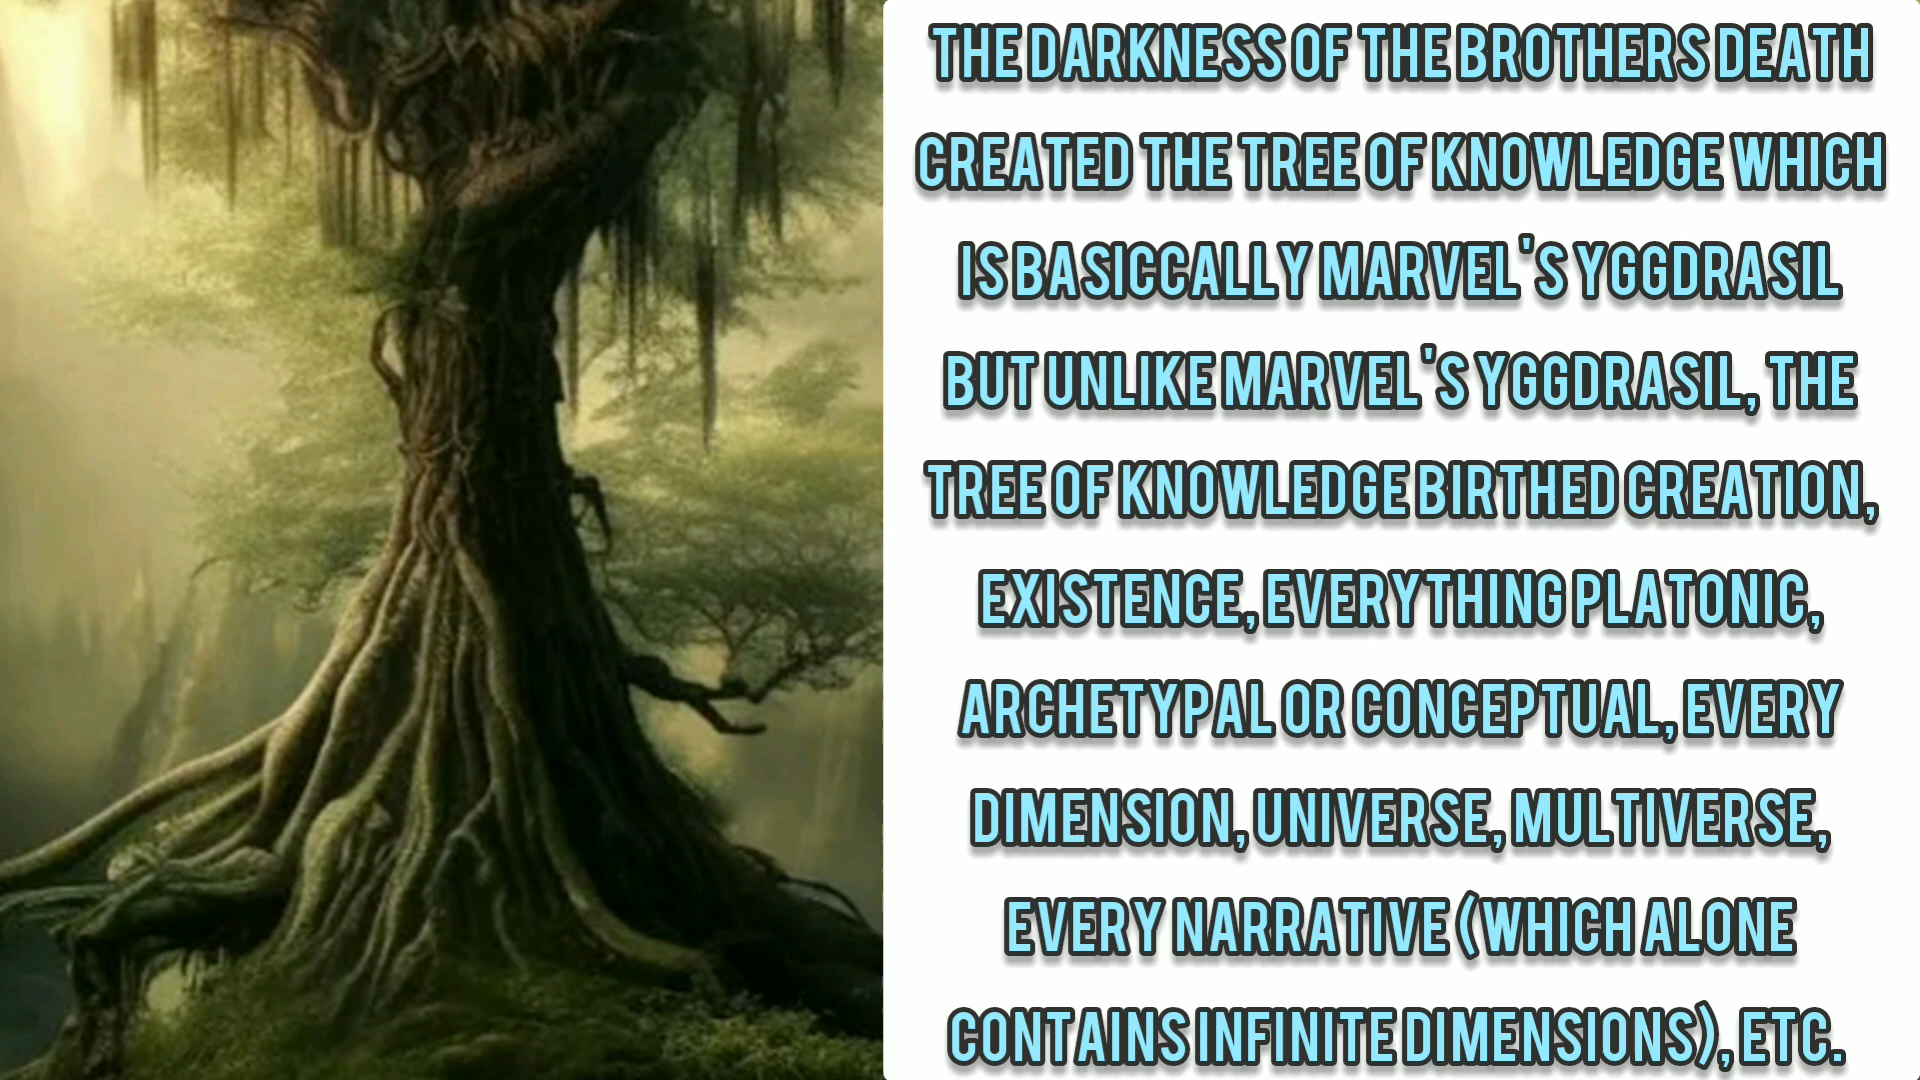 THE DARKNESS OF THE BROTHERS DEATH
CREATED THE TREE OF KNOWLEDGE WHICH
IS BASICCALLY MARVEL'S YGGDRASIL
BUT UNLIKE MARVEL'S YGGDRASIL, THE
TREE OF KNOWLEDGE BIRTHED CREATION,
EXISTENCE, EVERYTHING PLATONIC,
ARCHETYPAL OR CONCEPTUAL, EVERY
DIMENSION, UNIVERSE, MULTIVERSE,
EVERY NARRATIVE (WHICH ALONE
CONTAINS INFINITE DIMENSIONS), ETC.